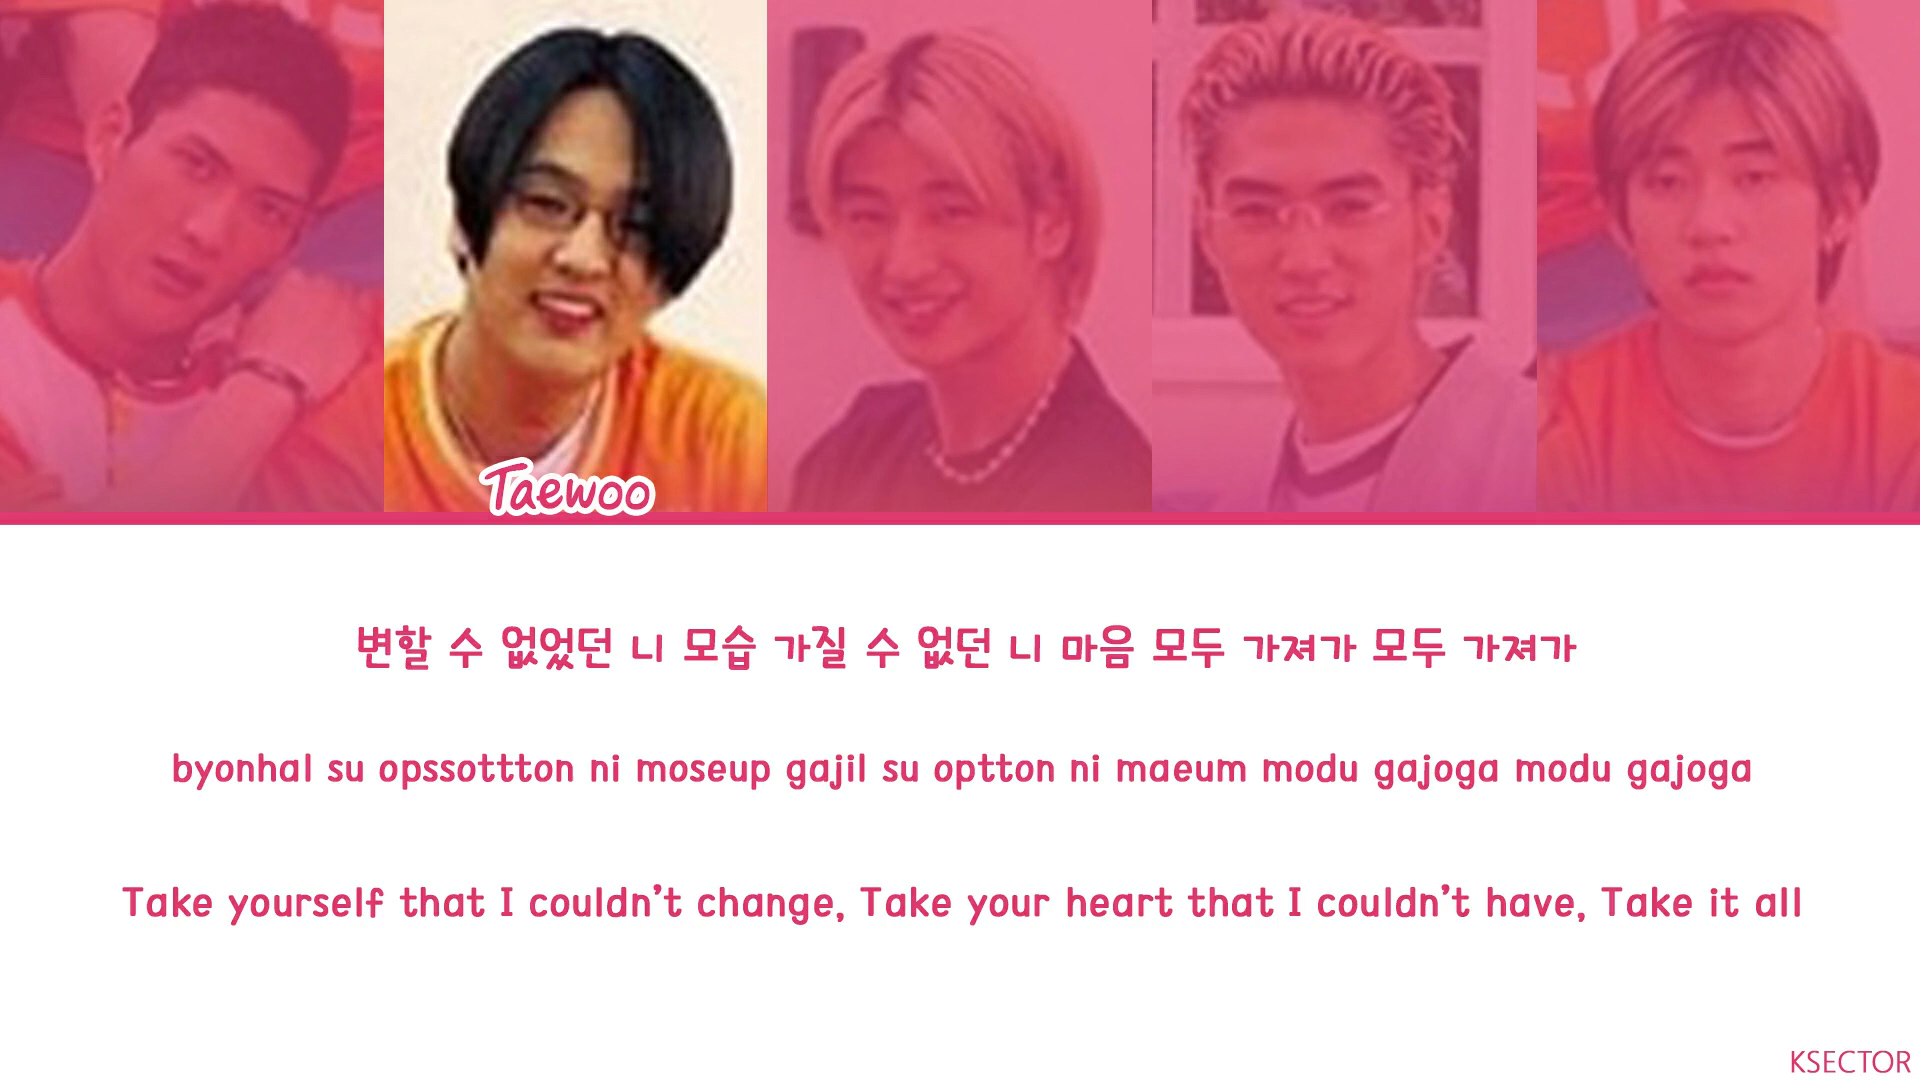 Taewoo
변할 수 없었던 니 모습 가질 수 없던 니 마음 모두 가져가 모두 가져가
byonhal su opssottton ni moseup gajil su optton ni maeum modu gajoga modu gajoga
Take yourself that I couldn't change, Take your heart that I couldn't have, Take it all
KSECTOR